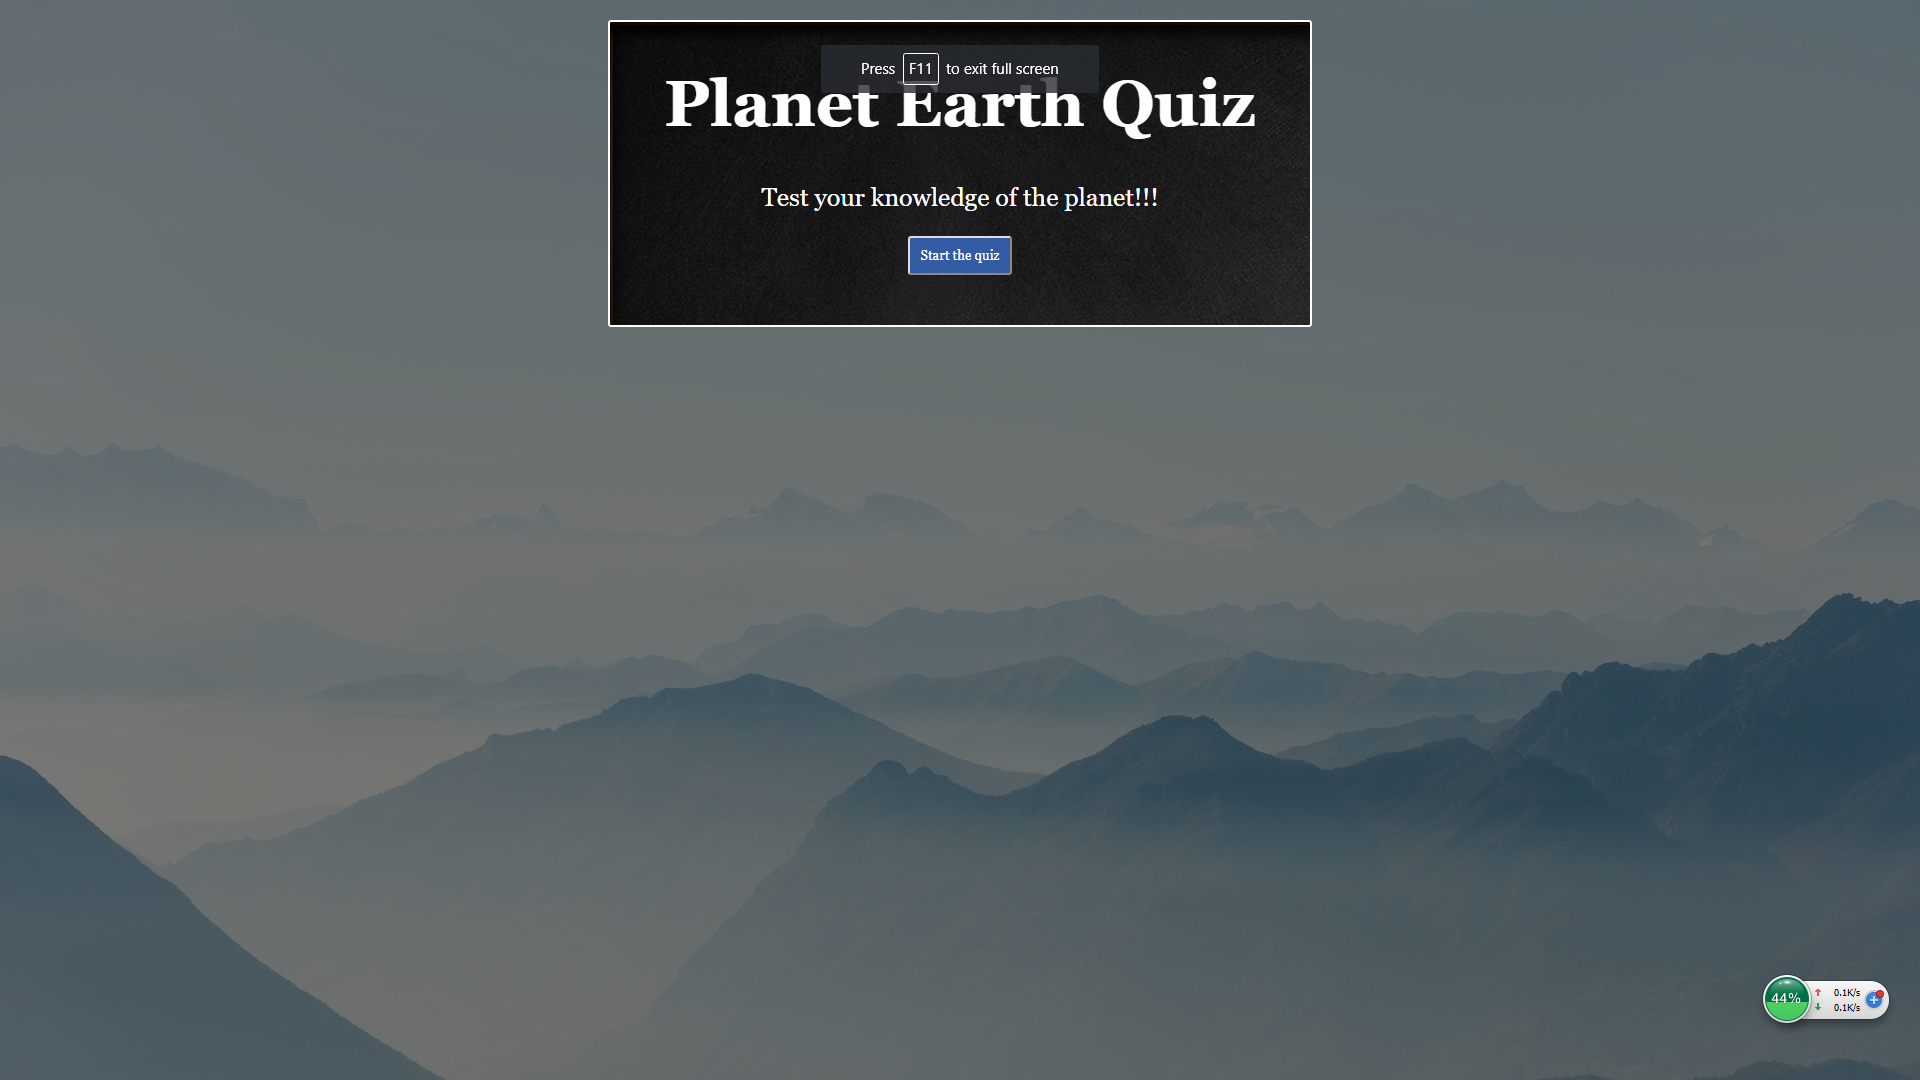 Press F11 to exit full screen
Planet Earth Quiz
Test your knowledge of the planet!!!
Start the quiz
44%
↑ 0.1K/s
↓ 0.1K/s
+